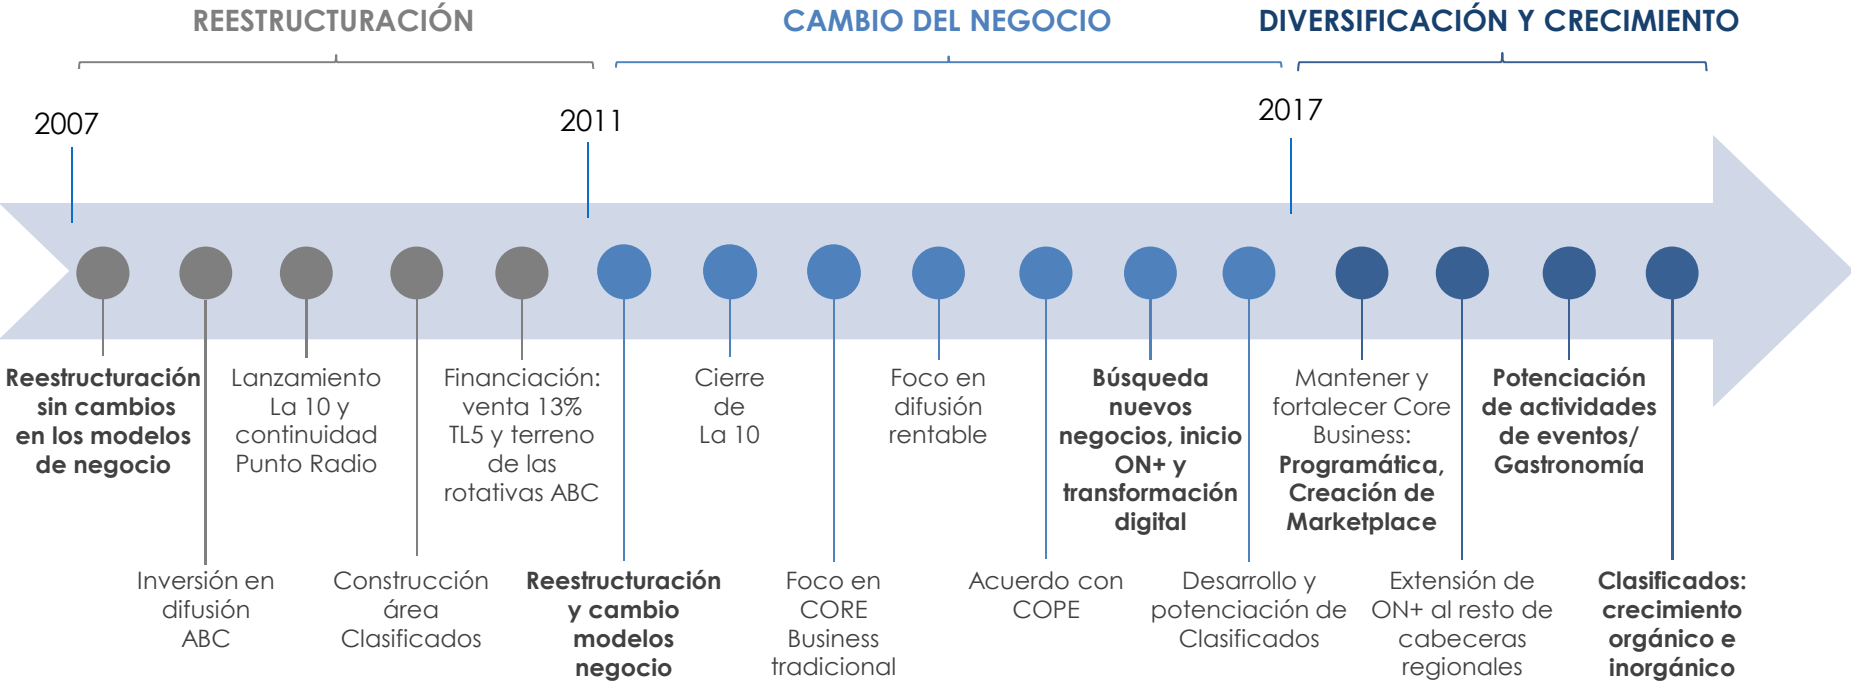 REESTRUCTURACIÓN
CAMBIO DEL NEGOCIO
DIVERSIFICACIÓN Y CRECIMIENTO
2007
2011
2017
Reestructuración
sin cambios
en los modelos
de negocio
Lanzamiento
La 10 y
continuidad
Punto Radio
Financiación:
venta 13%
TL5 y terreno
de las
rotativas ABC
Cierre
de
La 10
Foco en
difusión
rentable
Búsqueda
nuevos
negocios, inicio
ON+ y
transformación
digital
Mantener y
fortalecer Core
Business:
Programática,
Creación de
Marketplace
Potenciación
de actividades
de eventos/
Gastronomía
Inversión en
difusión
ABC
Construcción
área
Clasificados
Reestructuración
y cambio
modelos
negocio
Foco en
CORE
Business
tradicional
Acuerdo con
COPE
Desarrollo y
potenciación de
Clasificados
Extensión de
ON+ al resto de
cabeceras
regionales
Clasificados:
crecimiento
orgánico e
inorgánico